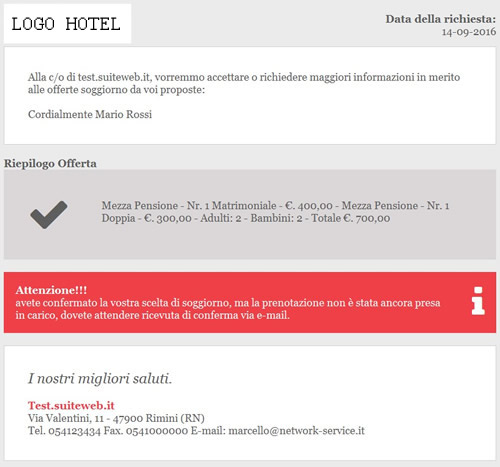 LOGO HOTEL
Data della richiesta:
14-09-2016
Alla c/o di test.suiteweb.it, vorremmo accettare o richiedere maggiori informazioni in merito
alle offerte soggiorno da voi proposte:
Cordialmente Mario Rossi
Riepilogo Offerta
Mezza Pensione - Nr. 1 Matrimoniale - €. 400,00 - Mezza Pensione - Nr. 1
Doppia - €. 300,00 - Adulti: 2 - Bambini: 2 - Totale €. 700,00
Attenzione!!!
avete confermato la vostra scelta di soggiorno, ma la prenotazione non è stata ancora presa
in carico, dovete attendere ricevuta di conferma via e-mail.
I nostri migliori saluti.
Test.suiteweb.it
Via Valentini, 11 - 47900 Rimini (RN)
Tel. 054123434 Fax. 0541000000 E-mail: marcello@network-service.it